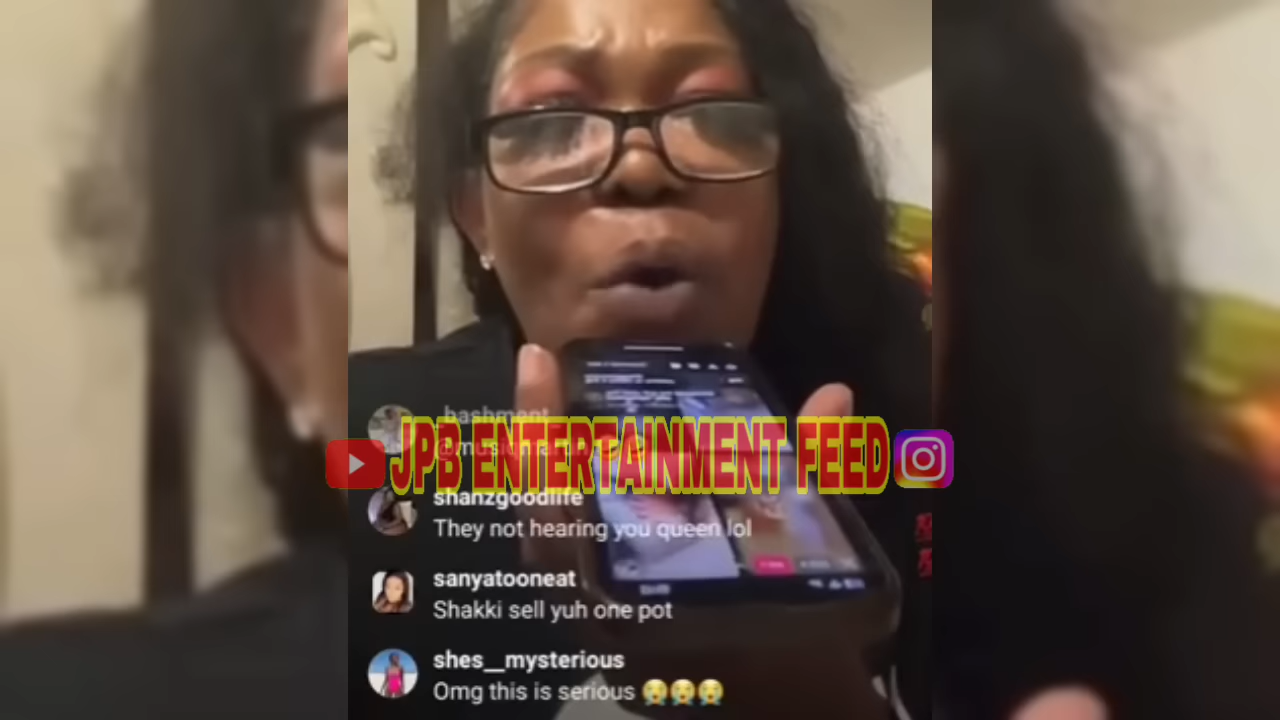 _bashment_
JPB ENTERTAINMENT FEED
shanzgoodlife
They not hearing you queen lol
sanyatooneat
Shakki sell yuh one pot
shes__mysterious
Omg this is serious 😭😭😭